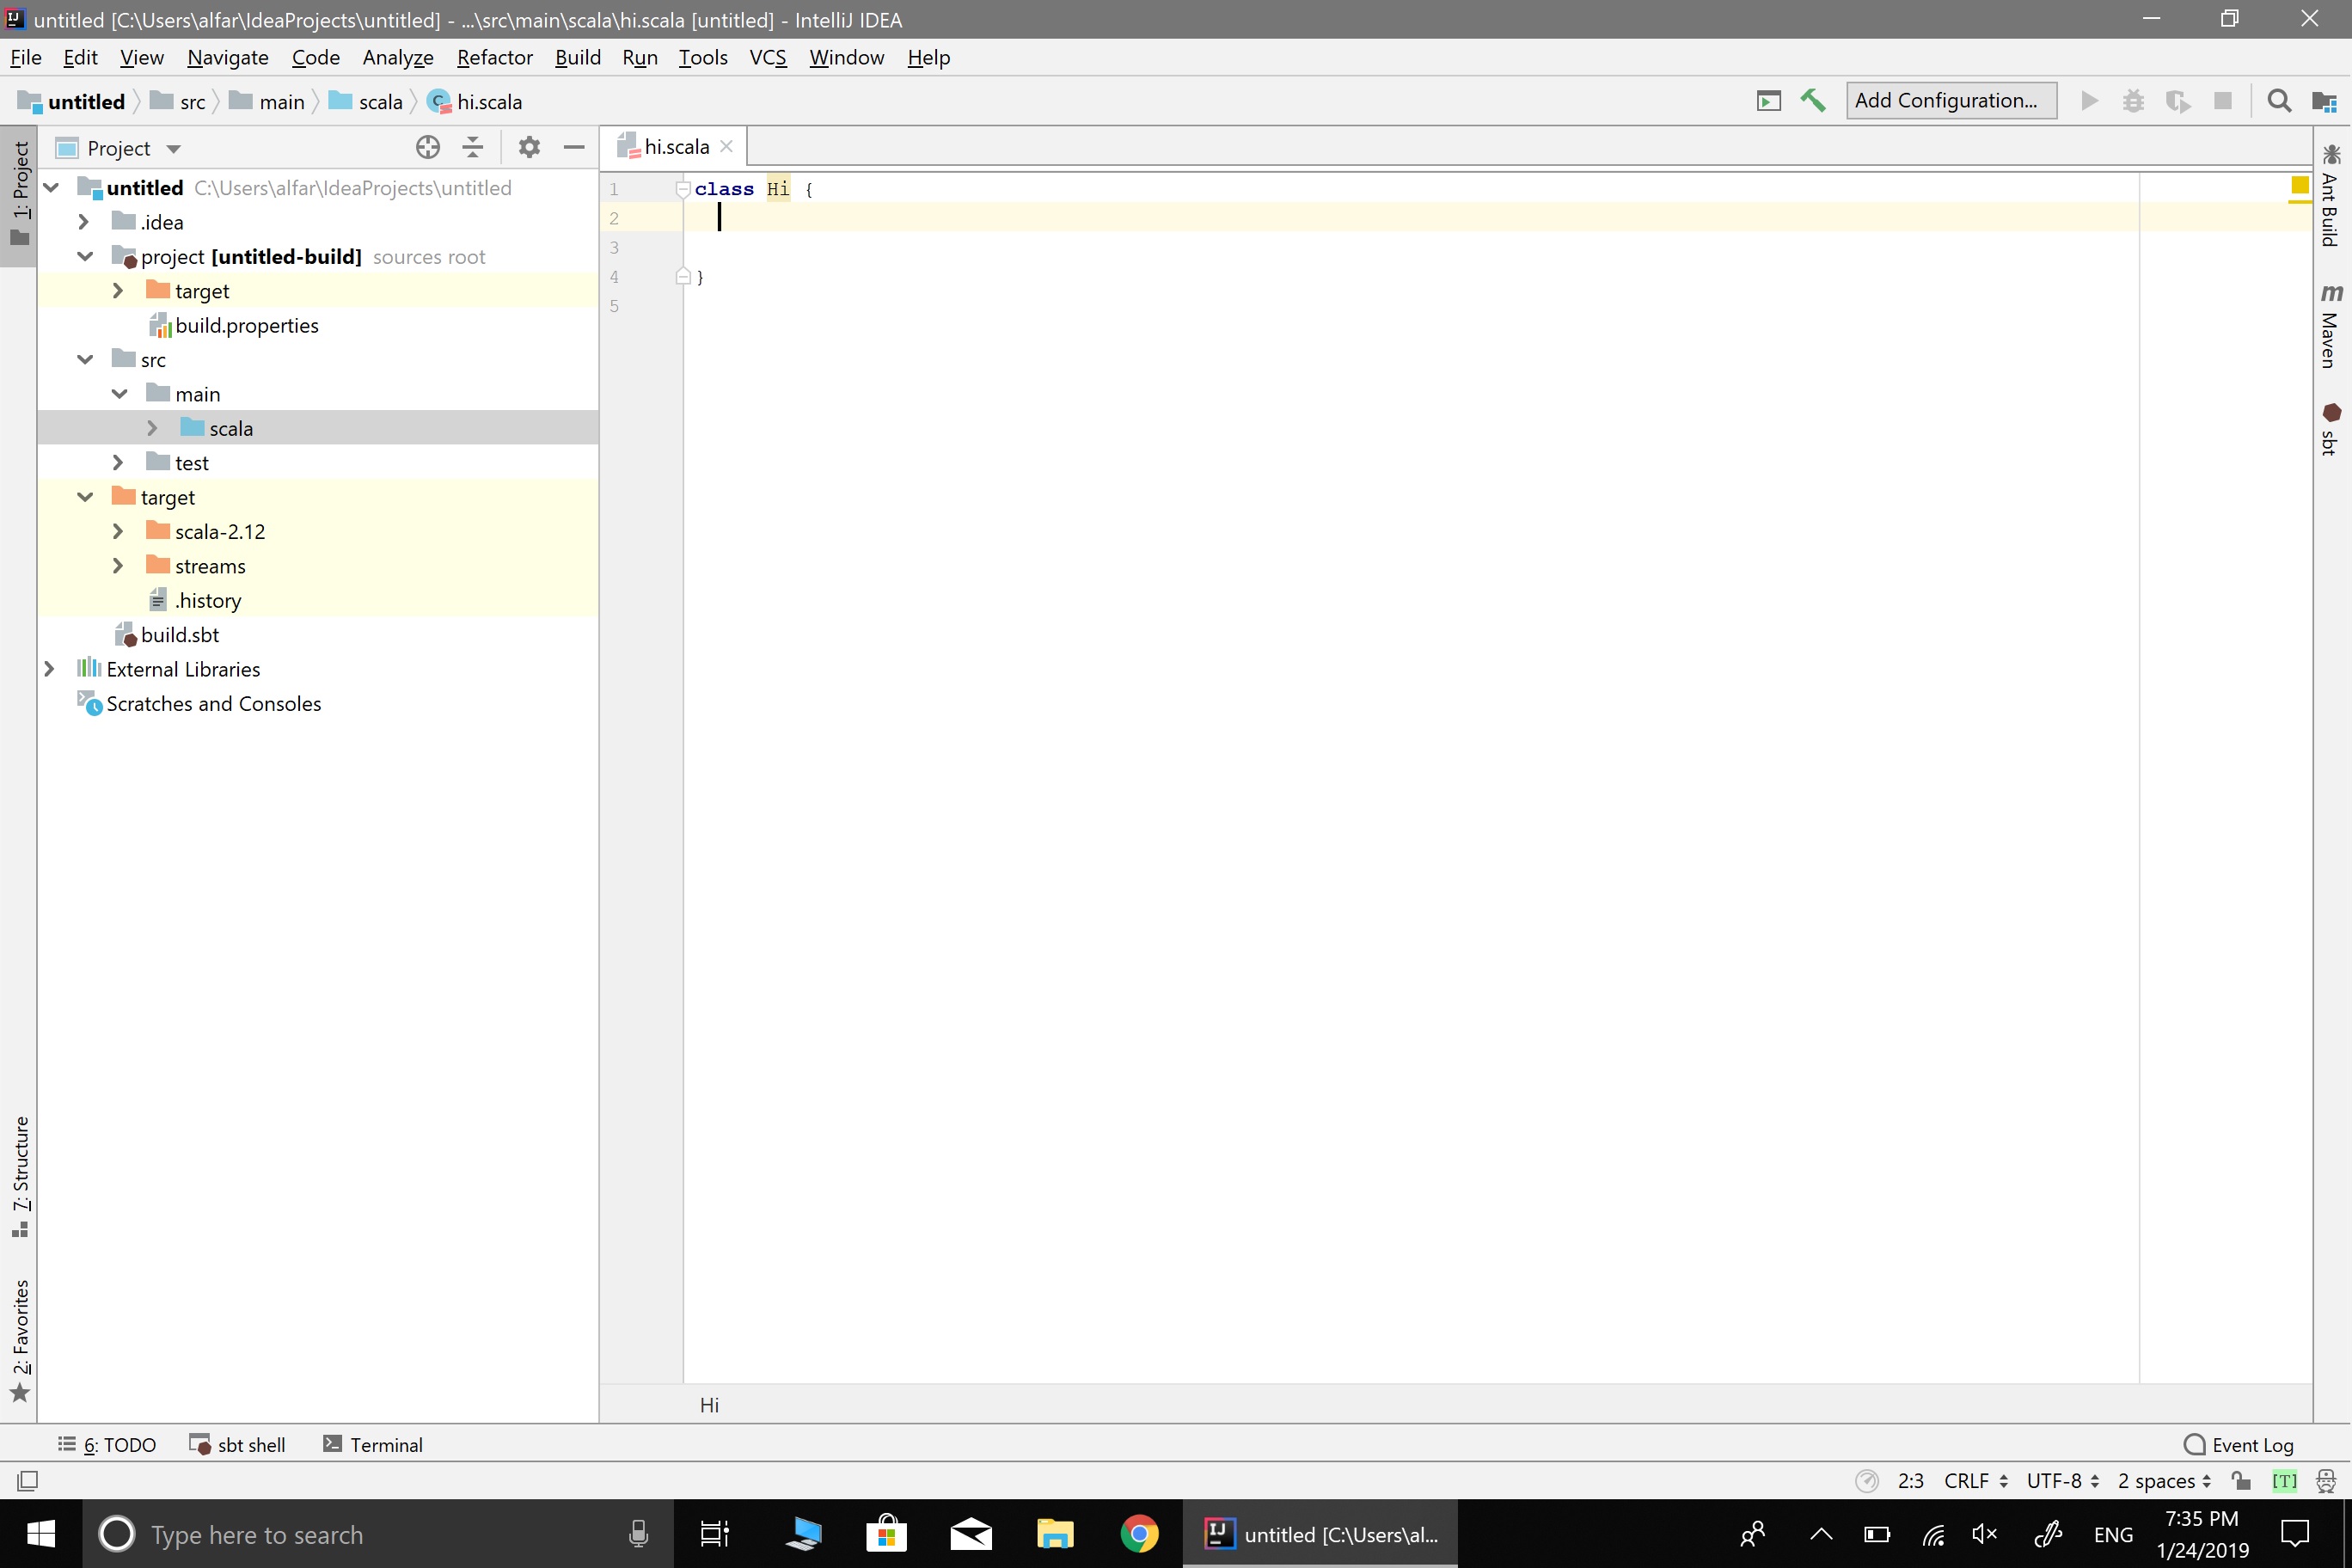 untitled [C:\Users\alfar\IdeaProjects\untitled] - ...\src\main\scala\hi.scala [untitled] - IntelliJ IDEA
File Edit View Navigate Code Analyze Refactor Build Run Tools VCS Window Help
untitled src main scala hi.scala Add Configuration...
1: Project
Project
untitled C:\Users\alfar\IdeaProjects\untitled
.idea
project [untitled-build] sources root
target
build.properties
src
main
scala
test
target
scala-2.12
streams
.history
build.sbt
External Libraries
Scratches and Consoles
7: Structure
2: Favorites
hi.scala
1 class Hi {
2
3
4 }
5
Hi
Ant Build
m Maven
sbt
6: TODO sbt shell Terminal Event Log
2:3 CRLF UTF-8 2 spaces [T]
Type here to search
IJ untitled [C:\Users\al...
ENG
7:35 PM
1/24/2019